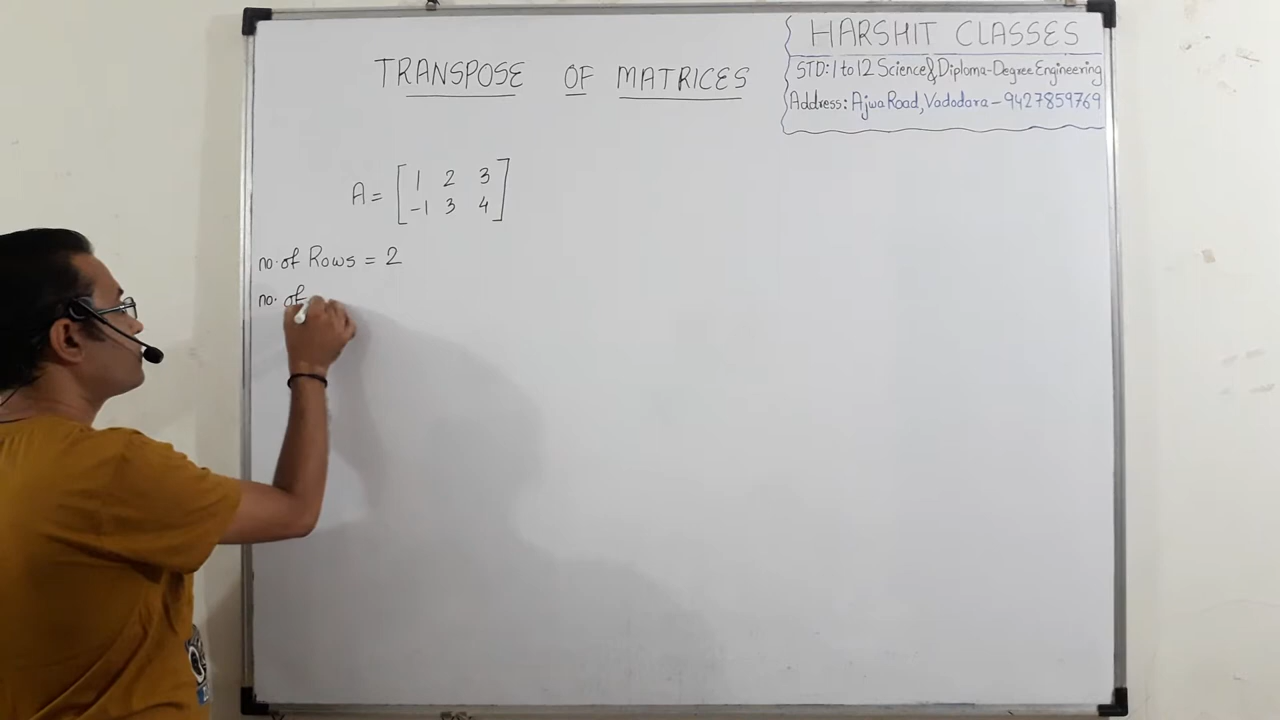 TRANSPOSE OF MATRICES
HARSHIT CLASSES
STD: 1 to 12 Science & Diploma-Degree Engineering
Address: Ajwa Road, Vadodara - 9427859769
A = [ 1 2 3
-1 3 4 ]
no. of Rows = 2
no. of